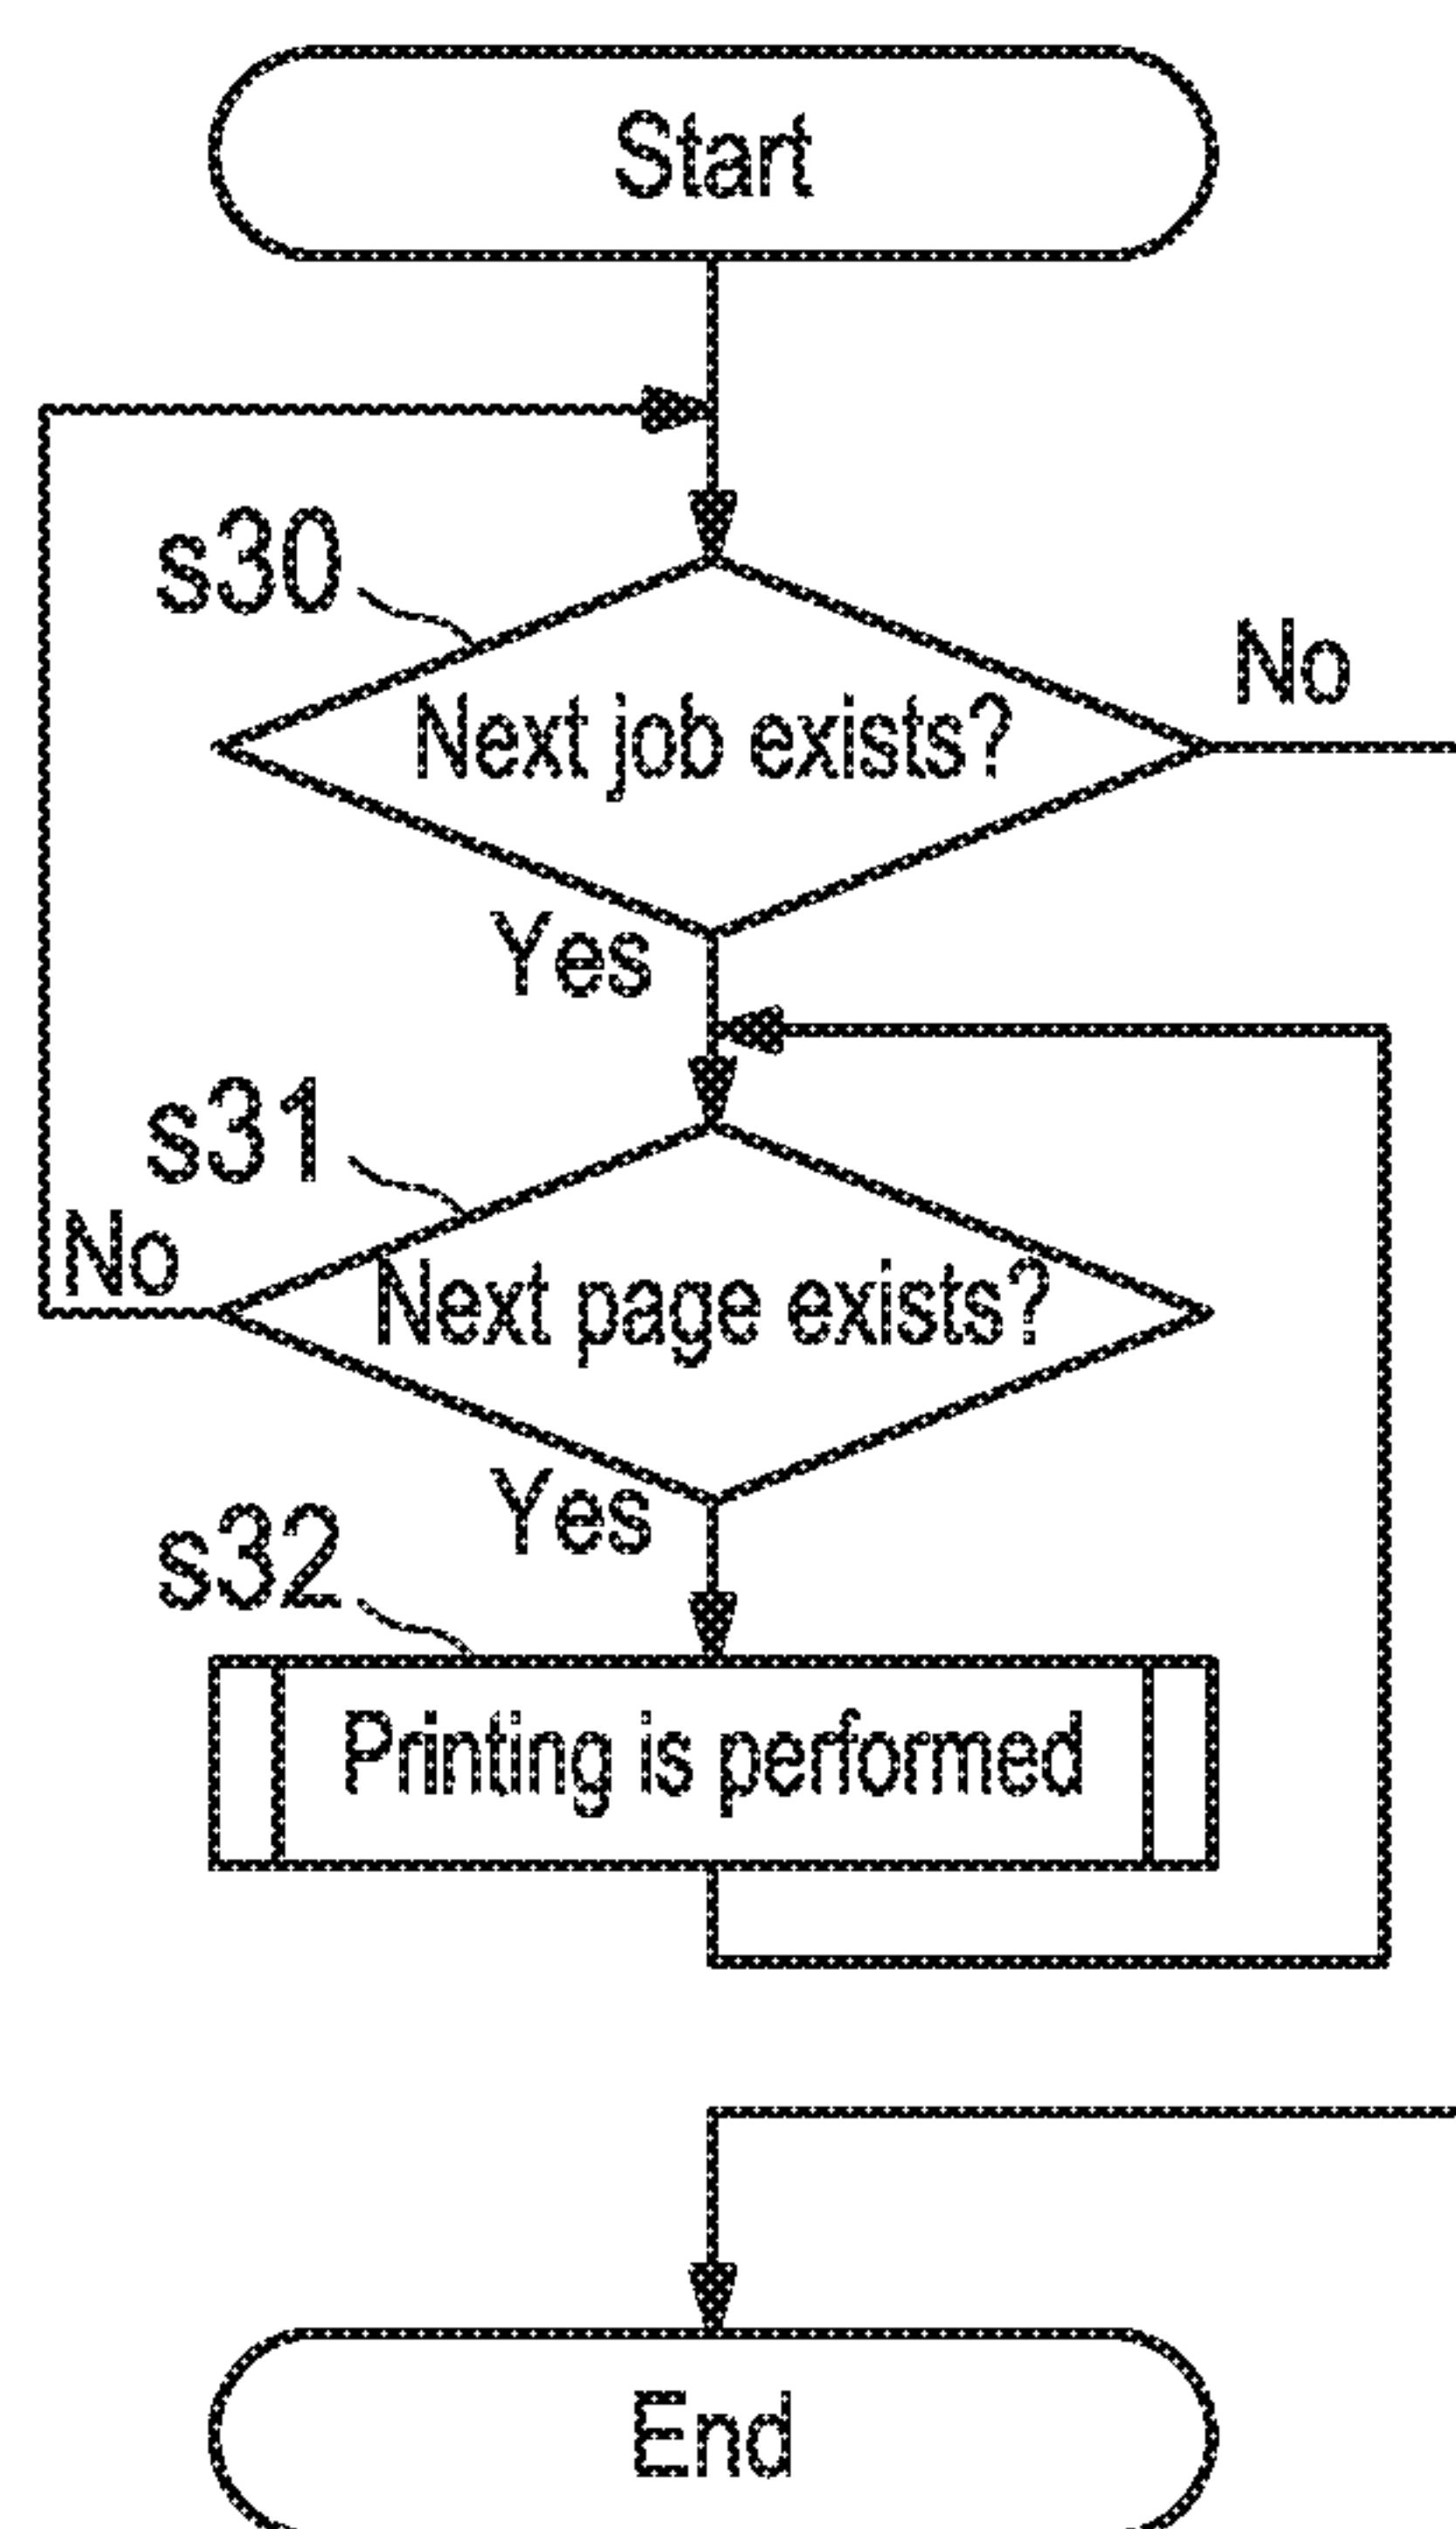 Start
s30
No
Next job exists?
Yes
s31
No
Next page exists?
Yes
s32
Printing is performed
End